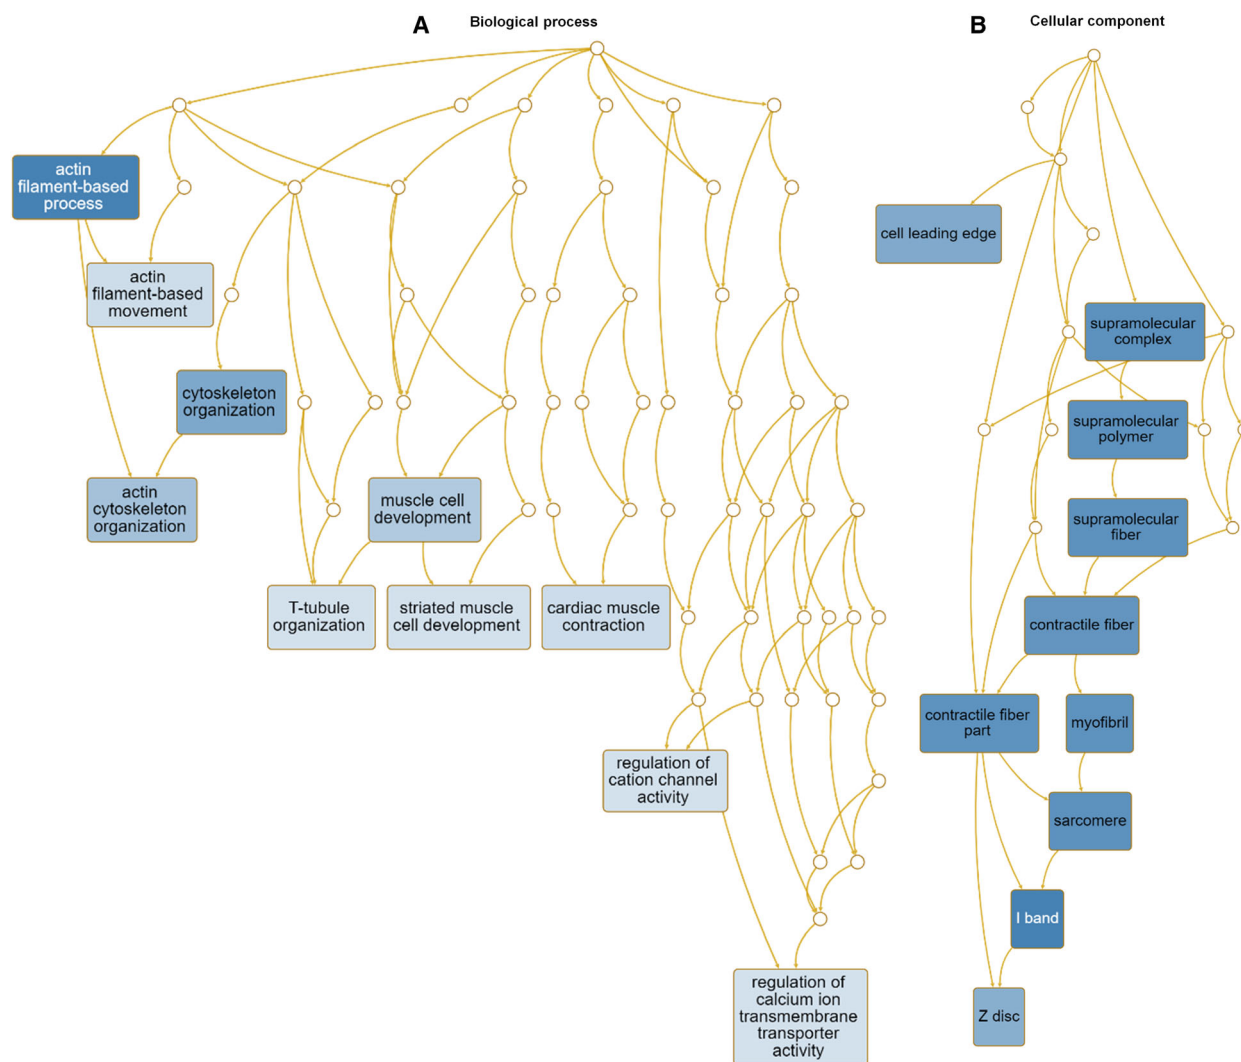 A Biological process
actin
filament-based
process
actin
filament-based
movement
cytoskeleton
organization
actin
cytoskeleton
organization
muscle cell
development
T-tubule
organization
striated muscle
cell development
cardiac muscle
contraction
regulation of
cation channel
activity
regulation of
calcium ion
transmembrane
transporter
activity
B Cellular component
cell leading edge
supramolecular
complex
supramolecular
polymer
supramolecular
fiber
contractile fiber
contractile fiber
part
myofibril
sarcomere
I band
Z disc